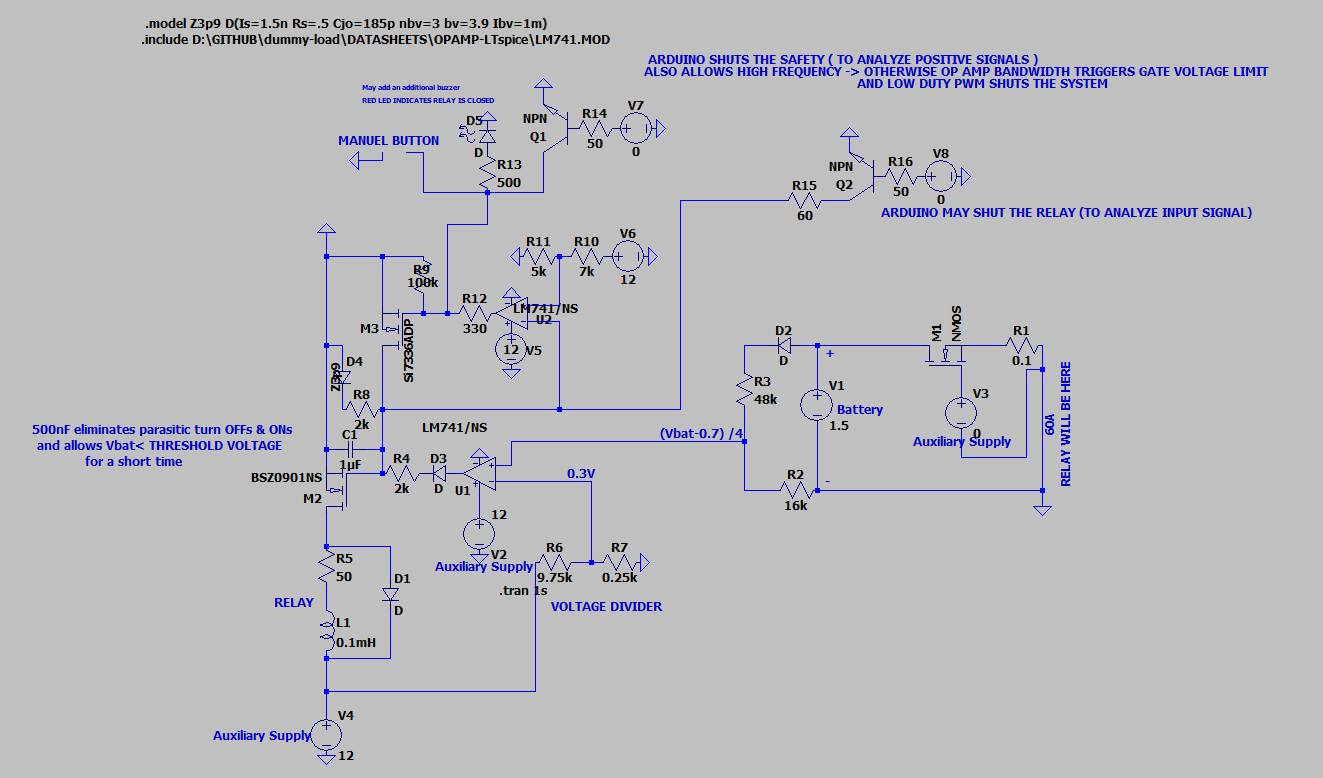 .model Z3p9 D(Is=1.5n Rs=.5 Cjo=185p nbv=3 bv=3.9 Ibv=1m)
.include D:\GITHUB\dummy-load\DATASHEETS\OPAMP-LTspice\LM741.MOD
ARDUINO SHUTS THE SAFETY ( TO ANALYZE POSITIVE SIGNALS )
ALSO ALLOWS HIGH FREQUENCY -> OTHERWISE OP AMP BANDWIDTH TRIGGERS GATE VOLTAGE LIMIT
AND LOW DUTY PWM SHUTS THE SYSTEM
May add an additional buzzer
RED LED INDICATES RELAY IS CLOSED
MANUEL BUTTON
D5
D
R13
500
NPN
Q1
R14
50
V7
0
NPN
Q2
R16
50
V8
0
R15
60
ARDUINO MAY SHUT THE RELAY (TO ANALYZE INPUT SIGNAL)
R11
5k
R10
7k
V6
12
R9
100k
R12
330
LM741/NS
U2
M3
Si7336ADP
12
V5
D4
Z3p9
R8
2k
D2
D
+
M1
NMOS
R1
0.1
R3
48k
V1
Battery
1.5
V3
0
Auxiliary Supply
60A
RELAY WILL BE HERE
(Vbat-0.7) /4
R2
16k
-
500nF eliminates parasitic turn OFFs & ONs
and allows Vbat< THRESHOLD VOLTAGE
for a short time
C1
1µF
LM741/NS
BSZ0901NS
M2
R4
2k
D3
D
U1
0.3V
12
V2
Auxiliary Supply
R6
9.75k
R7
0.25k
.tran 1s
VOLTAGE DIVIDER
R5
50
D1
D
RELAY
L1
0.1mH
V4
Auxiliary Supply
12